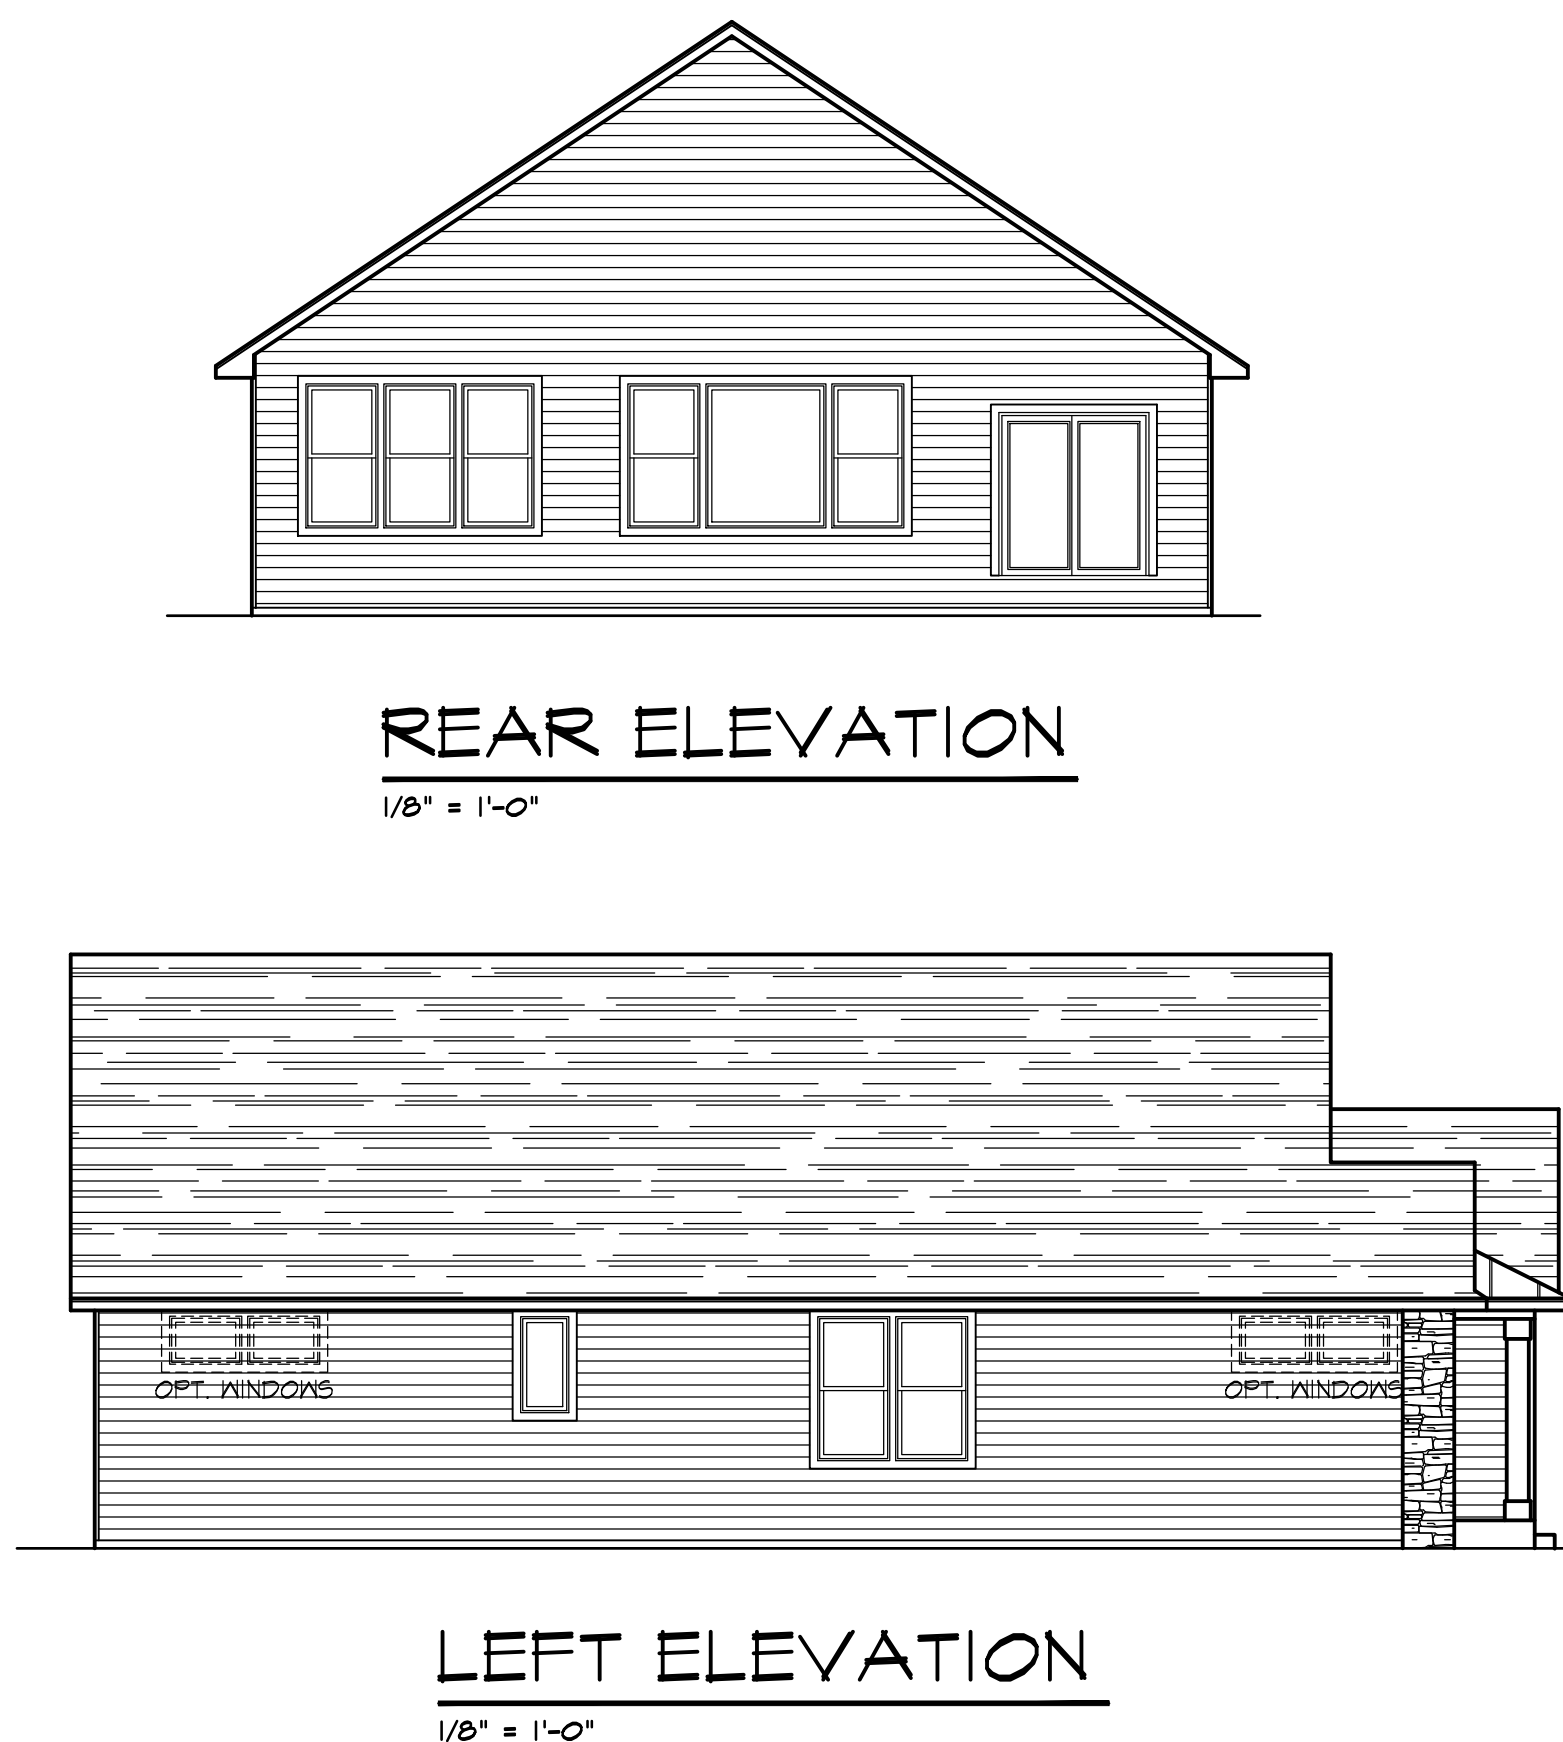 REAR ELEVATION
1/8" = 1'-0"
OPT. WINDOWS
OPT. WINDOWS
LEFT ELEVATION
1/8" = 1'-0"